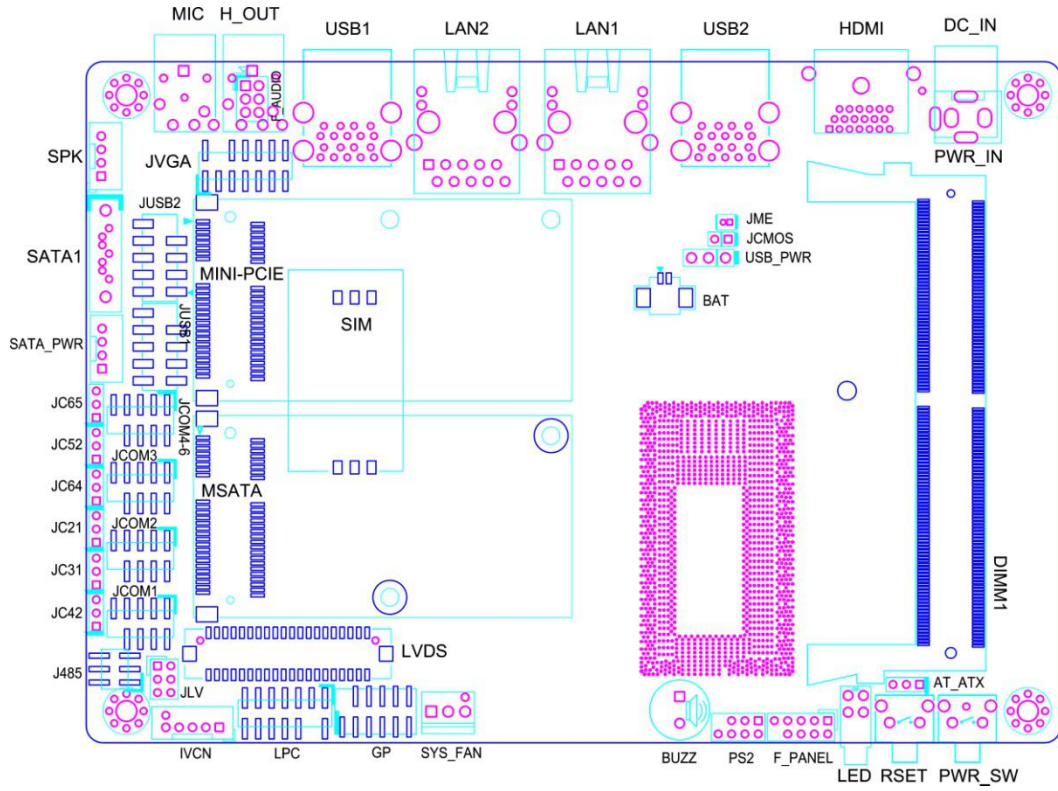 MIC
H_OUT
USB1
LAN2
LAN1
USB2
HDMI
DC_IN
F_AUDIO
SPK
JVGA
PWR_IN
JUSB2
JME
JCMOS
USB_PWR
SATA1
MINI-PCIE
BAT
SIM
JUSB1
SATA_PWR
JC65
JCOM4-6
JC52
JCOM3
JC64
MSATA
JC21
JCOM2
JC31
JCOM1
JC42
DIMM1
LVDS
J485
JLV
AT_ATX
IVCN
LPC
GP
SYS_FAN
BUZZ
PS2
F_PANEL
LED
RSET
PWR_SW